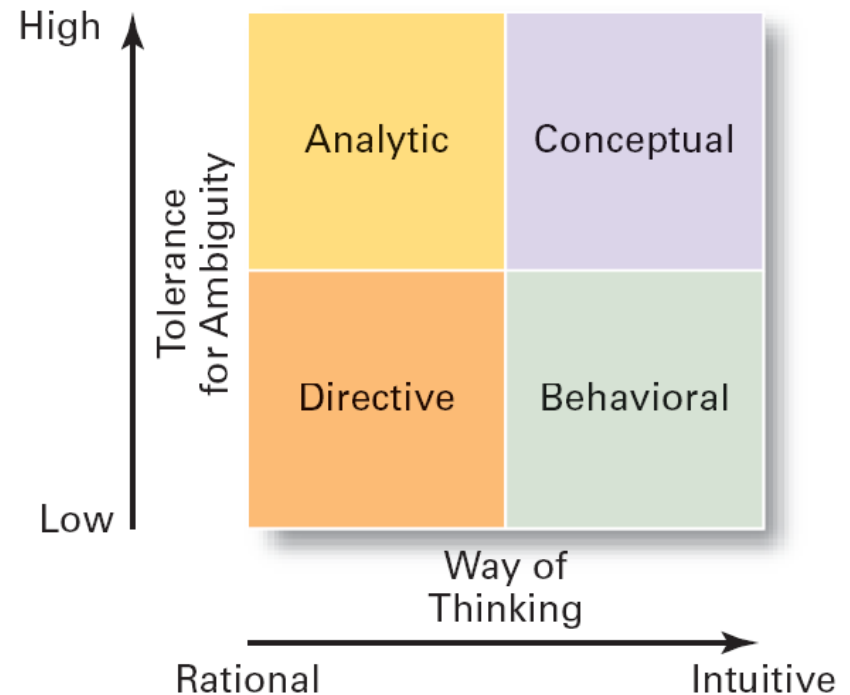 High
Analytic
Conceptual
Tolerance
for Ambiguity
Directive
Behavioral
Low
Way of
Thinking
Rational
Intuitive